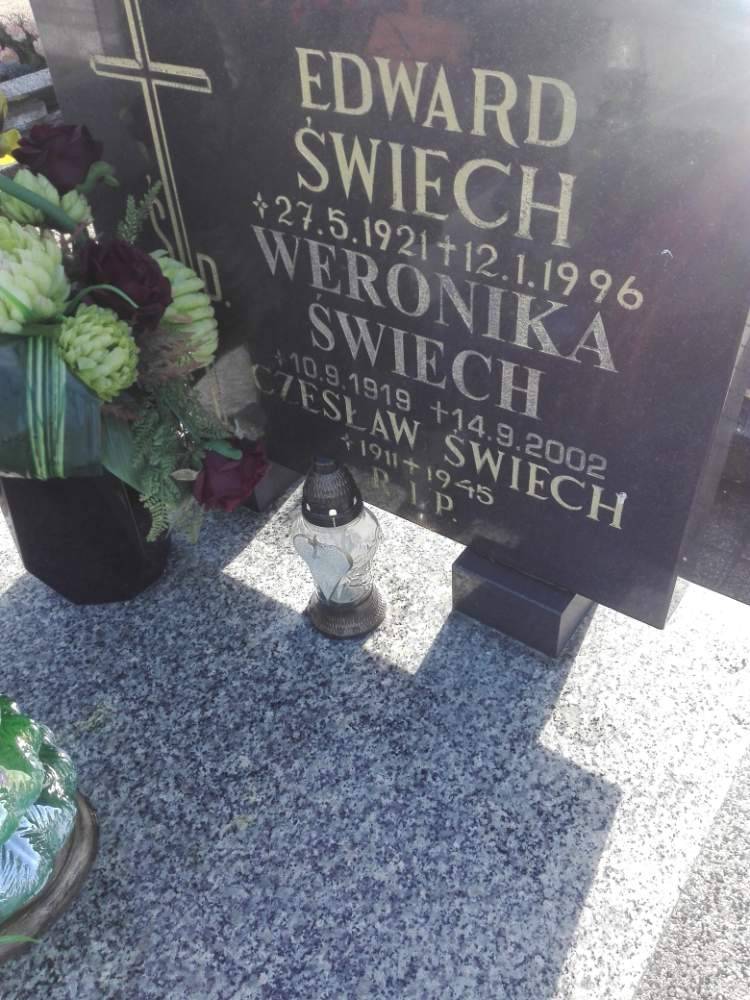 EDWARD
ŚWIECH
27.5.1921 † 12.1.1996
WERONIKA
ŚWIECH
10.9.1919 † 14.9.2002
CZESŁAW ŚWIECH
1911 † 1945
R.I.P.